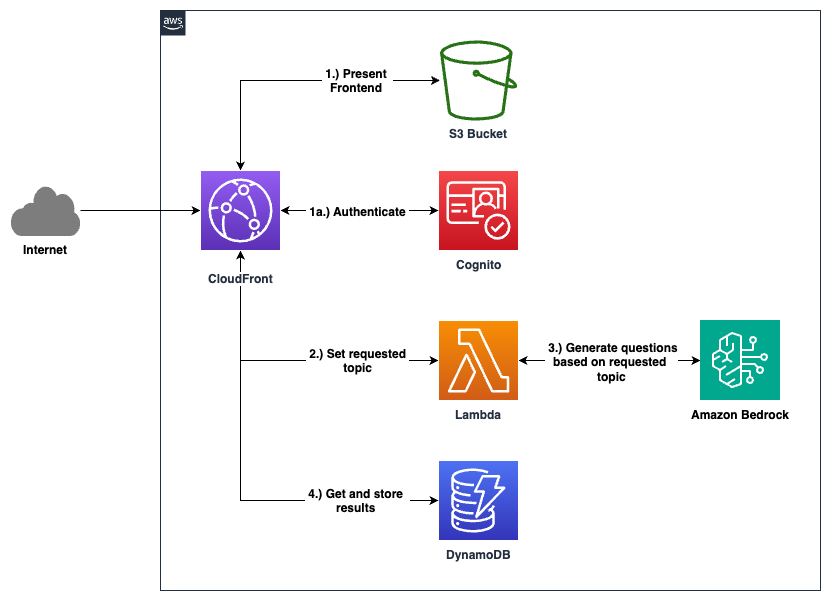 aws
1.) Present
Frontend
S3 Bucket
Internet
CloudFront
1a.) Authenticate
Cognito
2.) Set requested
topic
Lambda
3.) Generate questions
based on requested
topic
Amazon Bedrock
4.) Get and store
results
DynamoDB